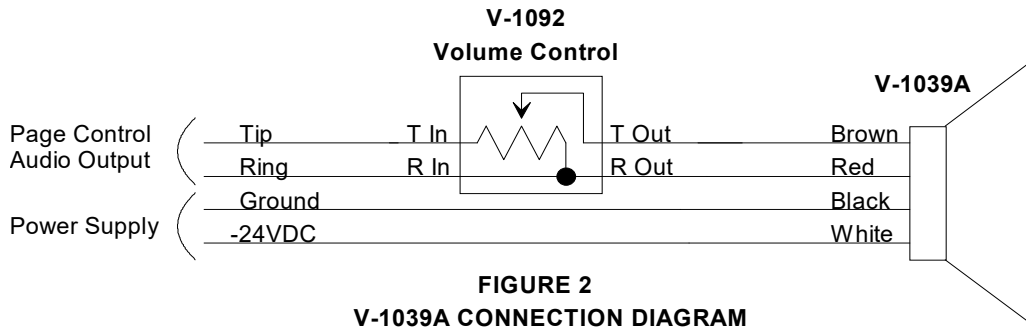 V-1092
Volume Control
V-1039A
Page Control
Audio Output
Tip
T In
T Out
Brown
Ring
R In
R Out
Red
Power Supply
Ground
Black
-24VDC
White
FIGURE 2
V-1039A CONNECTION DIAGRAM